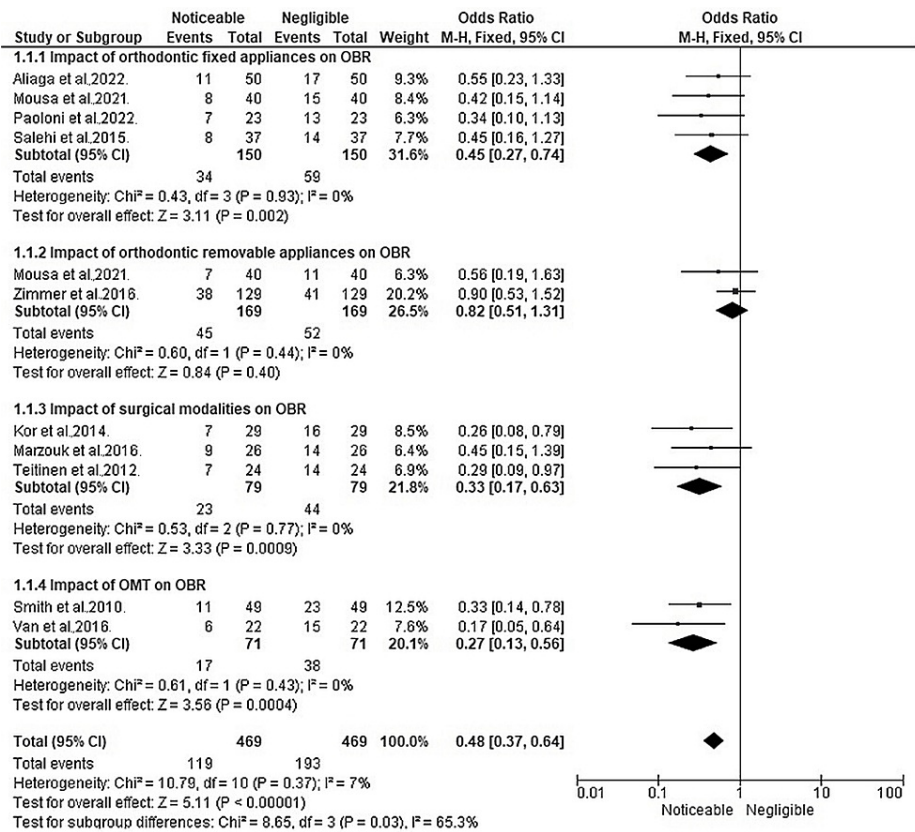 Noticeable Negligible Odds Ratio Odds Ratio
Study or Subgroup Events Total Events Total Weight M-H, Fixed, 95% CI M-H, Fixed, 95% CI
1.1.1 Impact of orthodontic fixed appliances on OBR
Aliaga et al.2022. 11 50 17 50 9.3% 0.55 [0.23, 1.33]
Mousa et al.2021. 8 40 15 40 8.4% 0.42 [0.15, 1.14]
Paoloni et al.2022. 7 23 13 23 6.3% 0.34 [0.10, 1.13]
Salehi et al.2015. 8 37 14 37 7.7% 0.45 [0.16, 1.27]
Subtotal (95% CI) 150 150 31.6% 0.45 [0.27, 0.74]
Total events 34 59
Heterogeneity: Chi² = 0.43, df = 3 (P = 0.93); I² = 0%
Test for overall effect: Z = 3.11 (P = 0.002)
1.1.2 Impact of orthodontic removable appliances on OBR
Mousa et al.2021. 7 40 11 40 6.3% 0.56 [0.19, 1.63]
Zimmer et al.2016. 38 129 41 129 20.2% 0.90 [0.53, 1.52]
Subtotal (95% CI) 169 169 26.5% 0.82 [0.51, 1.31]
Total events 45 52
Heterogeneity: Chi² = 0.60, df = 1 (P = 0.44); I² = 0%
Test for overall effect: Z = 0.84 (P = 0.40)
1.1.3 Impact of surgical modalities on OBR
Kor et al.2014. 7 29 16 29 8.5% 0.26 [0.08, 0.79]
Marzouk et al.2016. 9 26 14 26 6.4% 0.45 [0.15, 1.39]
Teitinen et al.2012. 7 24 14 24 6.9% 0.29 [0.09, 0.97]
Subtotal (95% CI) 79 79 21.8% 0.33 [0.17, 0.63]
Total events 23 44
Heterogeneity: Chi² = 0.53, df = 2 (P = 0.77); I² = 0%
Test for overall effect: Z = 3.33 (P = 0.0009)
1.1.4 Impact of OMT on OBR
Smith et al.2010. 11 49 23 49 12.5% 0.33 [0.14, 0.78]
Van et al.2016. 6 22 15 22 7.6% 0.17 [0.05, 0.64]
Subtotal (95% CI) 71 71 20.1% 0.27 [0.13, 0.56]
Total events 17 38
Heterogeneity: Chi² = 0.61, df = 1 (P = 0.43); I² = 0%
Test for overall effect: Z = 3.56 (P = 0.0004)
Total (95% CI) 469 469 100.0% 0.48 [0.37, 0.64]
Total events 119 193
Heterogeneity: Chi² = 10.79, df = 10 (P = 0.37); I² = 7%
Test for overall effect: Z = 5.11 (P < 0.00001)
Test for subgroup differences: Chi² = 8.65, df = 3 (P = 0.03), I² = 65.3%
0.01 0.1 1 10 100
Noticeable Negligible